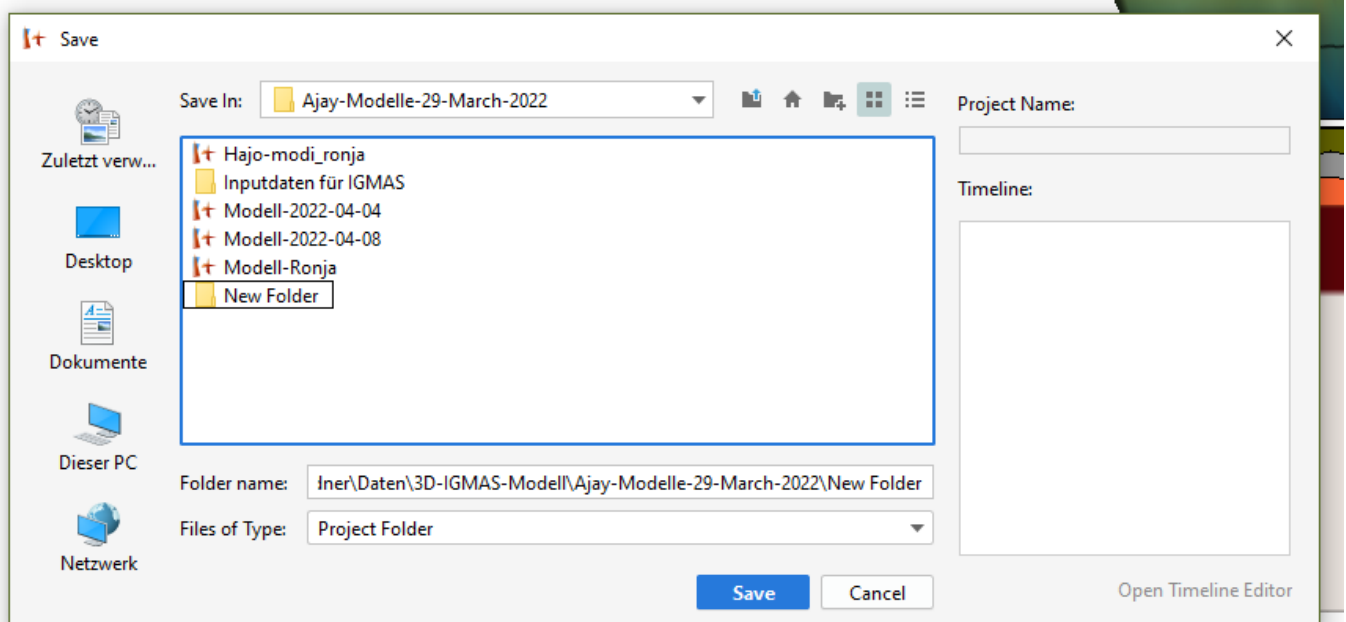 Save
Zuletzt verw...
Desktop
Dokumente
Dieser PC
Netzwerk
Save In:
Ajay-Modelle-29-March-2022
Hajo-modi_ronja
Inputdaten für IGMAS
Modell-2022-04-04
Modell-2022-04-08
Modell-Ronja
New Folder
Folder name:
lner\Daten\3D-IGMAS-Modell\Ajay-Modelle-29-March-2022\New Folder
Files of Type:
Project Folder
Save
Cancel
Project Name:
Timeline:
Open Timeline Editor